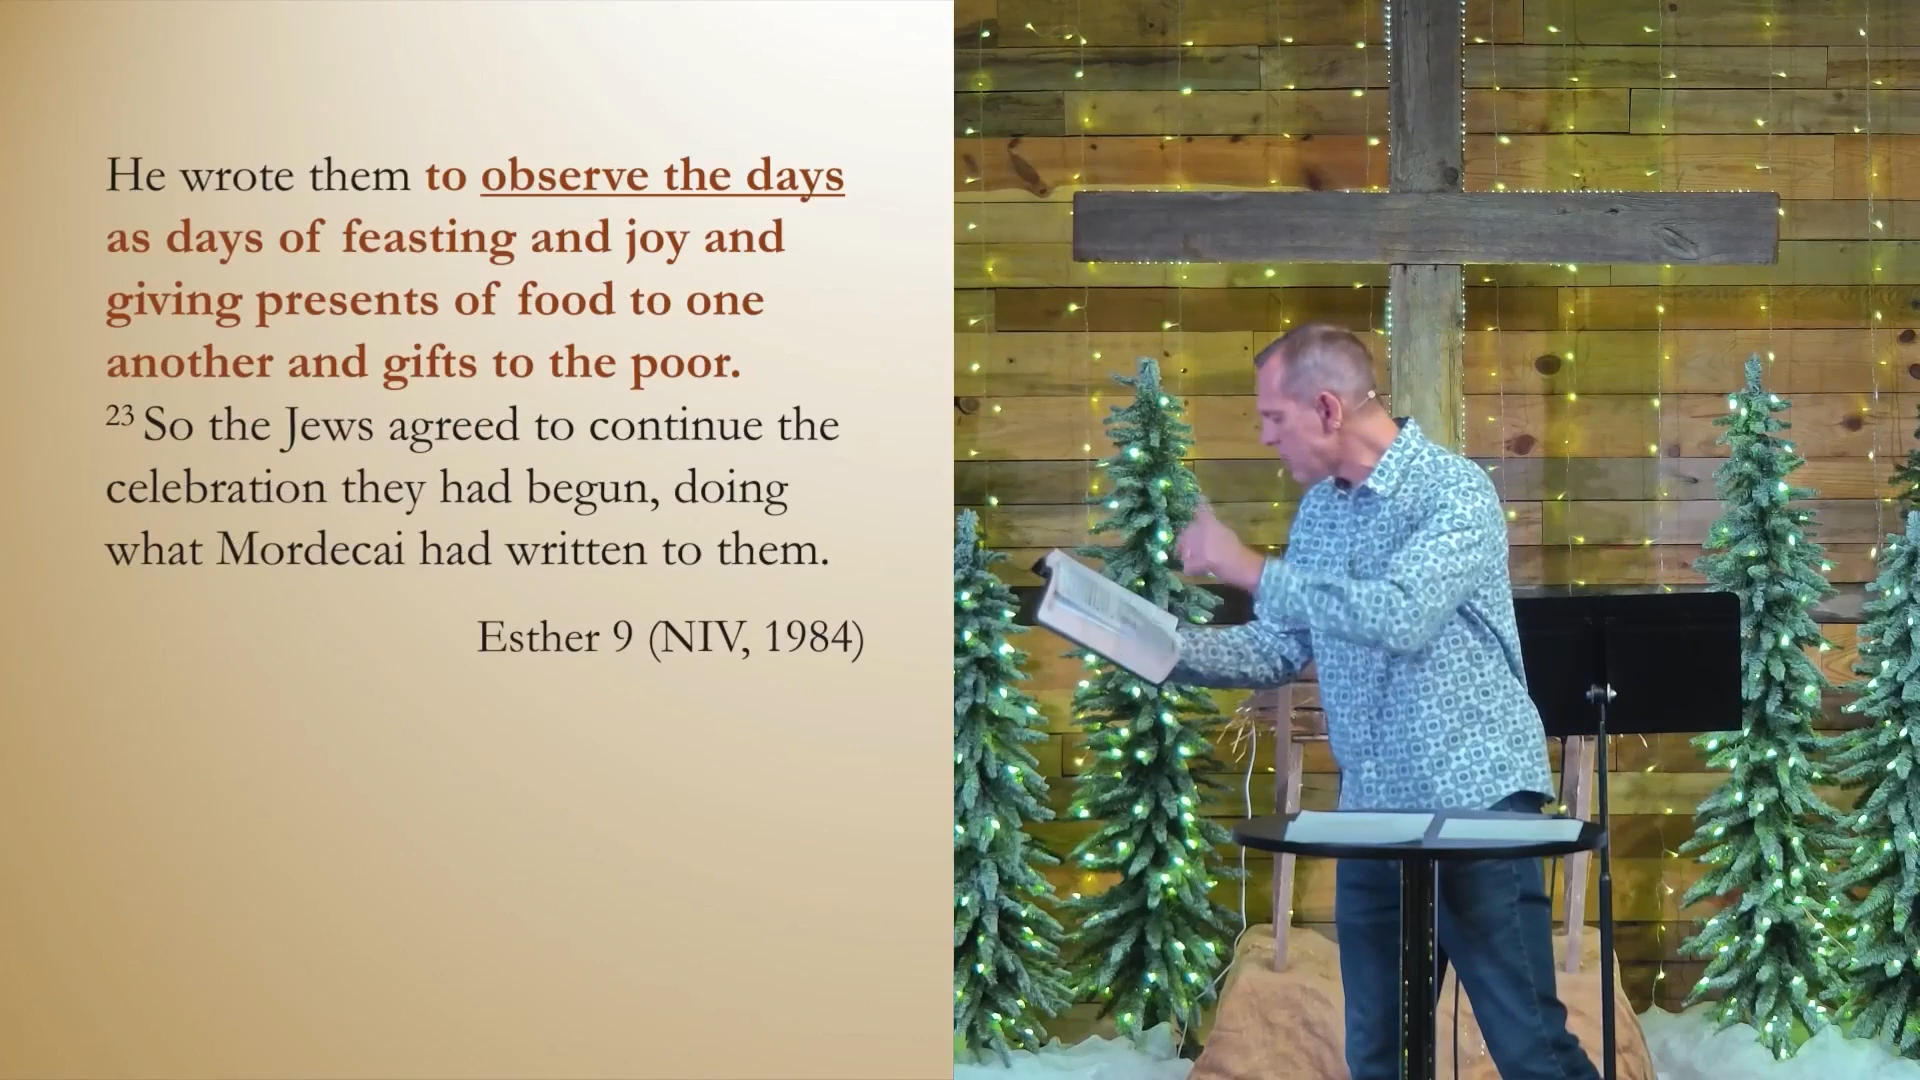 He wrote them to observe the days
as days of feasting and joy and
giving presents of food to one
another and gifts to the poor.
23 So the Jews agreed to continue the
celebration they had begun, doing
what Mordecai had written to them.
Esther 9 (NIV, 1984)